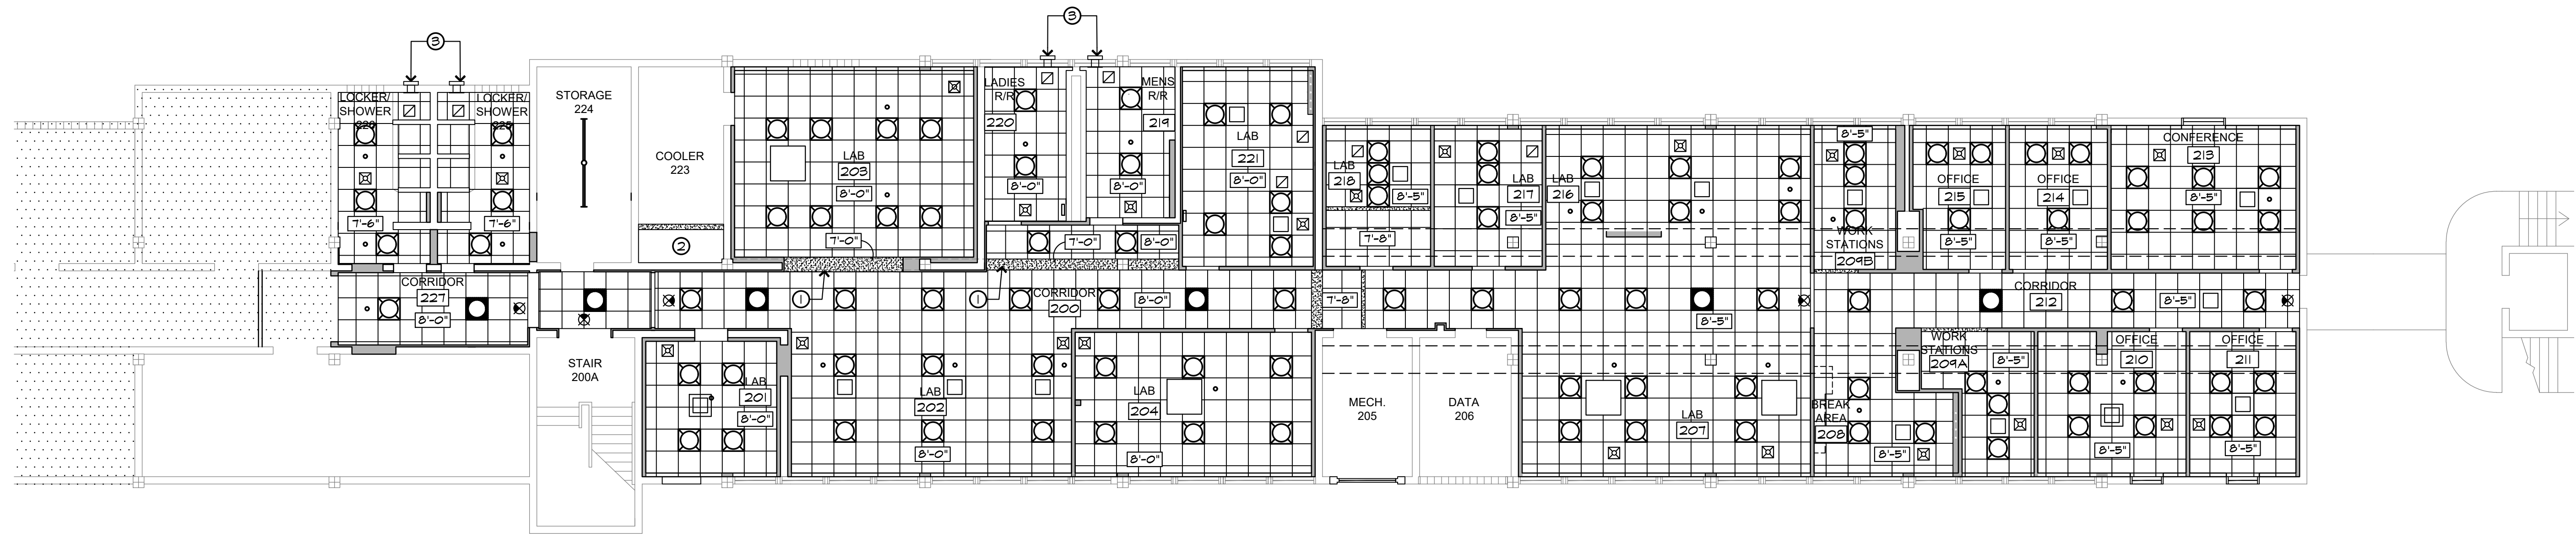 3
3
LOCKER/
SHOWER
LOCKER/
SHOWER
7'-6"
7'-6"
STORAGE
224
COOLER
223
2
LAB
203
8'-0"
7'-0"
LADIES
R/R
220
8'-0"
MENS
R/R
219
8'-0"
7'-0"
8'-0"
LAB
221
8'-0"
LAB
218
8'-5"
7'-8"
LAB
217
8'-5"
LAB
216
8'-5"
WORK
STATIONS
209B
OFFICE
215
8'-5"
OFFICE
214
8'-5"
CONFERENCE
213
8'-5"
CORRIDOR
227
8'-0"
1
1
CORRIDOR
200
8'-0"
7'-8"
8'-5"
CORRIDOR
212
8'-5"
STAIR
200A
LAB
201
8'-0"
LAB
202
8'-0"
LAB
204
8'-0"
MECH.
205
DATA
206
LAB
207
BREAK
AREA
208
8'-5"
WORK
STATIONS
209A
8'-5"
OFFICE
210
8'-5"
OFFICE
211
8'-5"